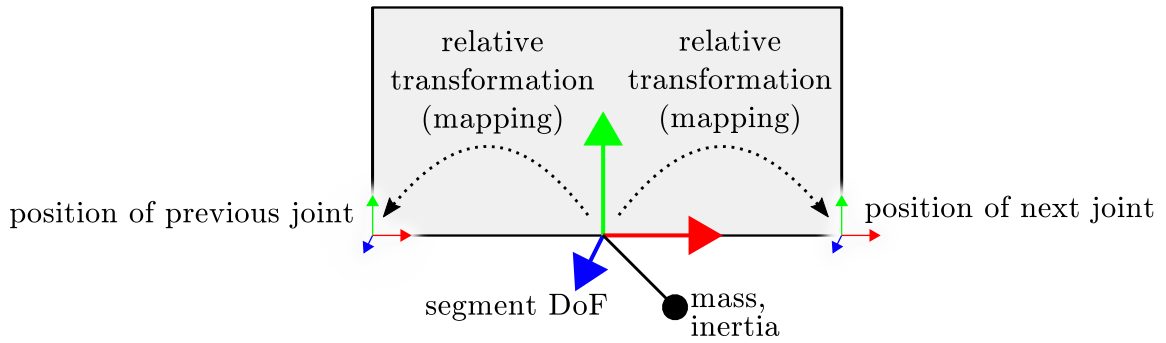 relative
transformation
(mapping)
relative
transformation
(mapping)
position of previous joint
position of next joint
segment DoF
mass,
inertia